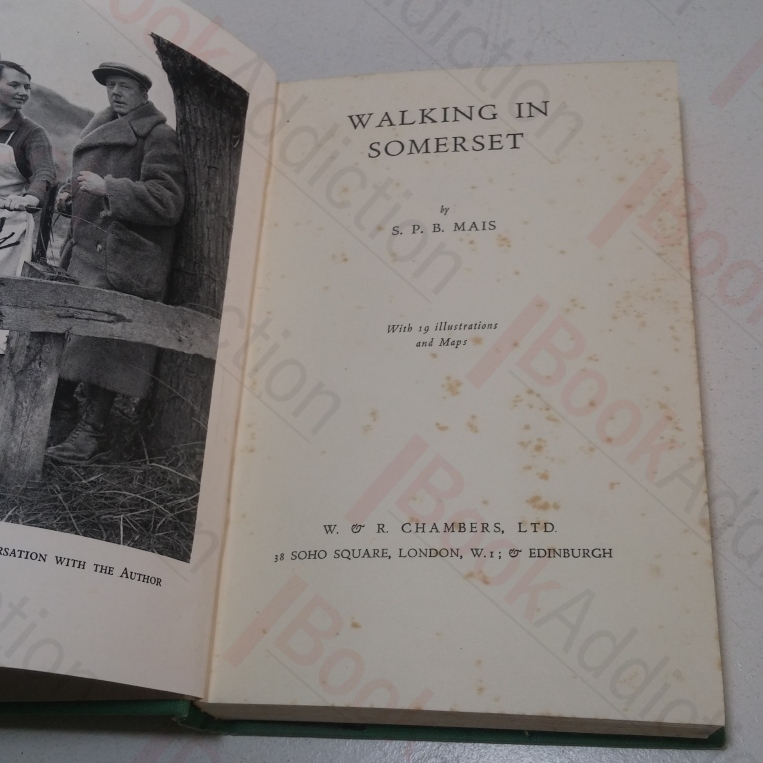 WALKING IN
SOMERSET
by
S. P. B. MAIS
With 19 illustrations
and Maps
W. & R. CHAMBERS, LTD.
38 SOHO SQUARE, LONDON, W.1; & EDINBURGH
WITH THE AUTHOR
BookAddiction